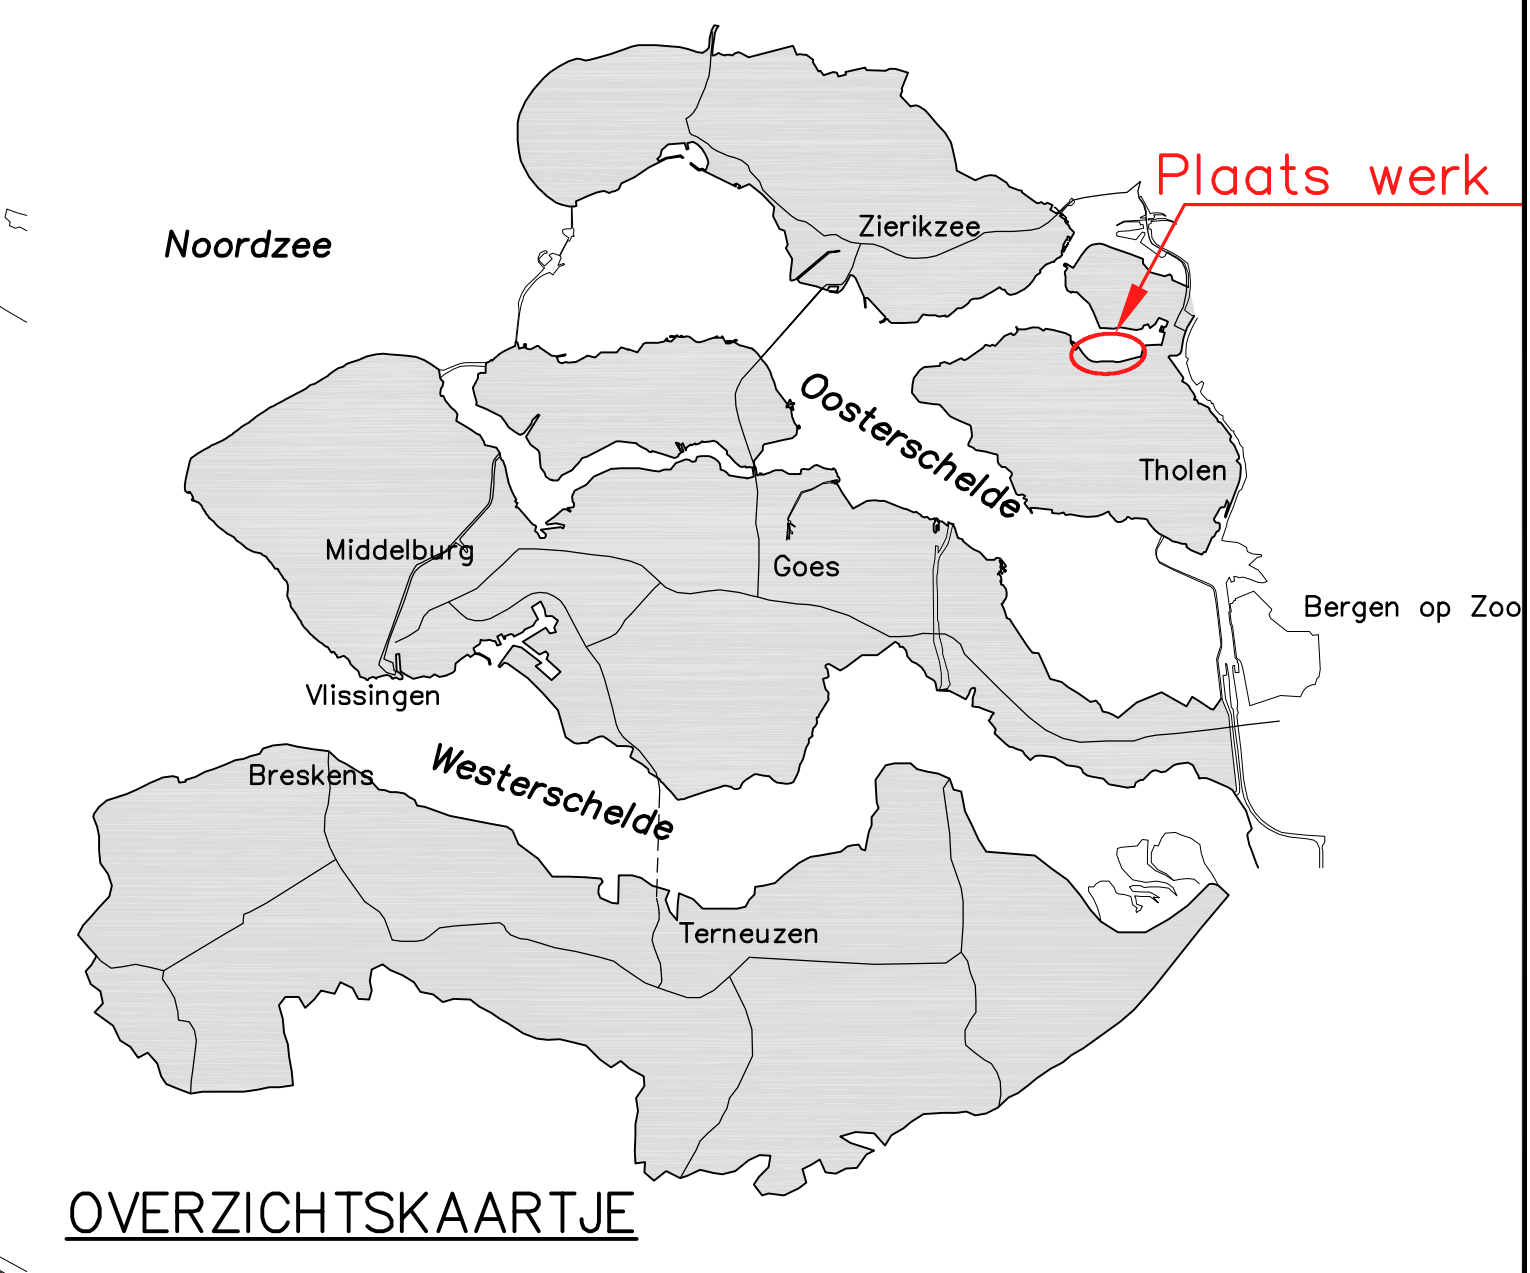 Plaats werk
Zierikzee
Noordzee
Oosterschelde
Tholen
Middelburg
Goes
Bergen op Zoo
Vlissingen
Westerschelde
Breskens
Terneuzen
OVERZICHTSKAARTJE